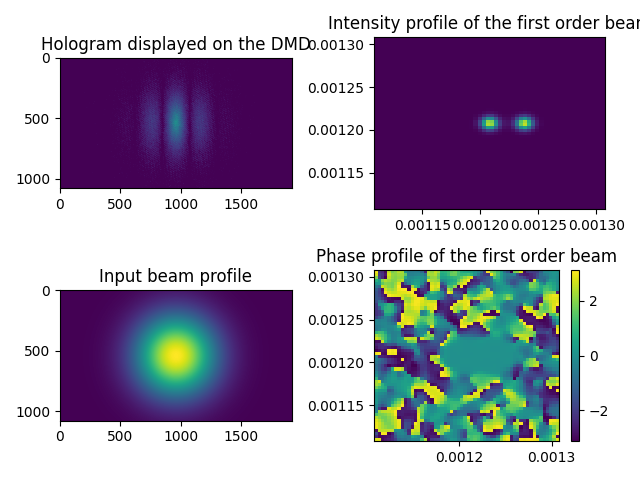 Hologram displayed on the DMD
0
500
1000
0 500 1000 1500
Intensity profile of the first order bear
0.00130
0.00125
0.00120
0.00115
0.00115 0.00120 0.00125 0.00130
Input beam profile
0
500
1000
0 500 1000 1500
Phase profile of the first order beam
0.00130
0.00125
0.00120
0.00115
0.0012 0.0013
2
0
−2